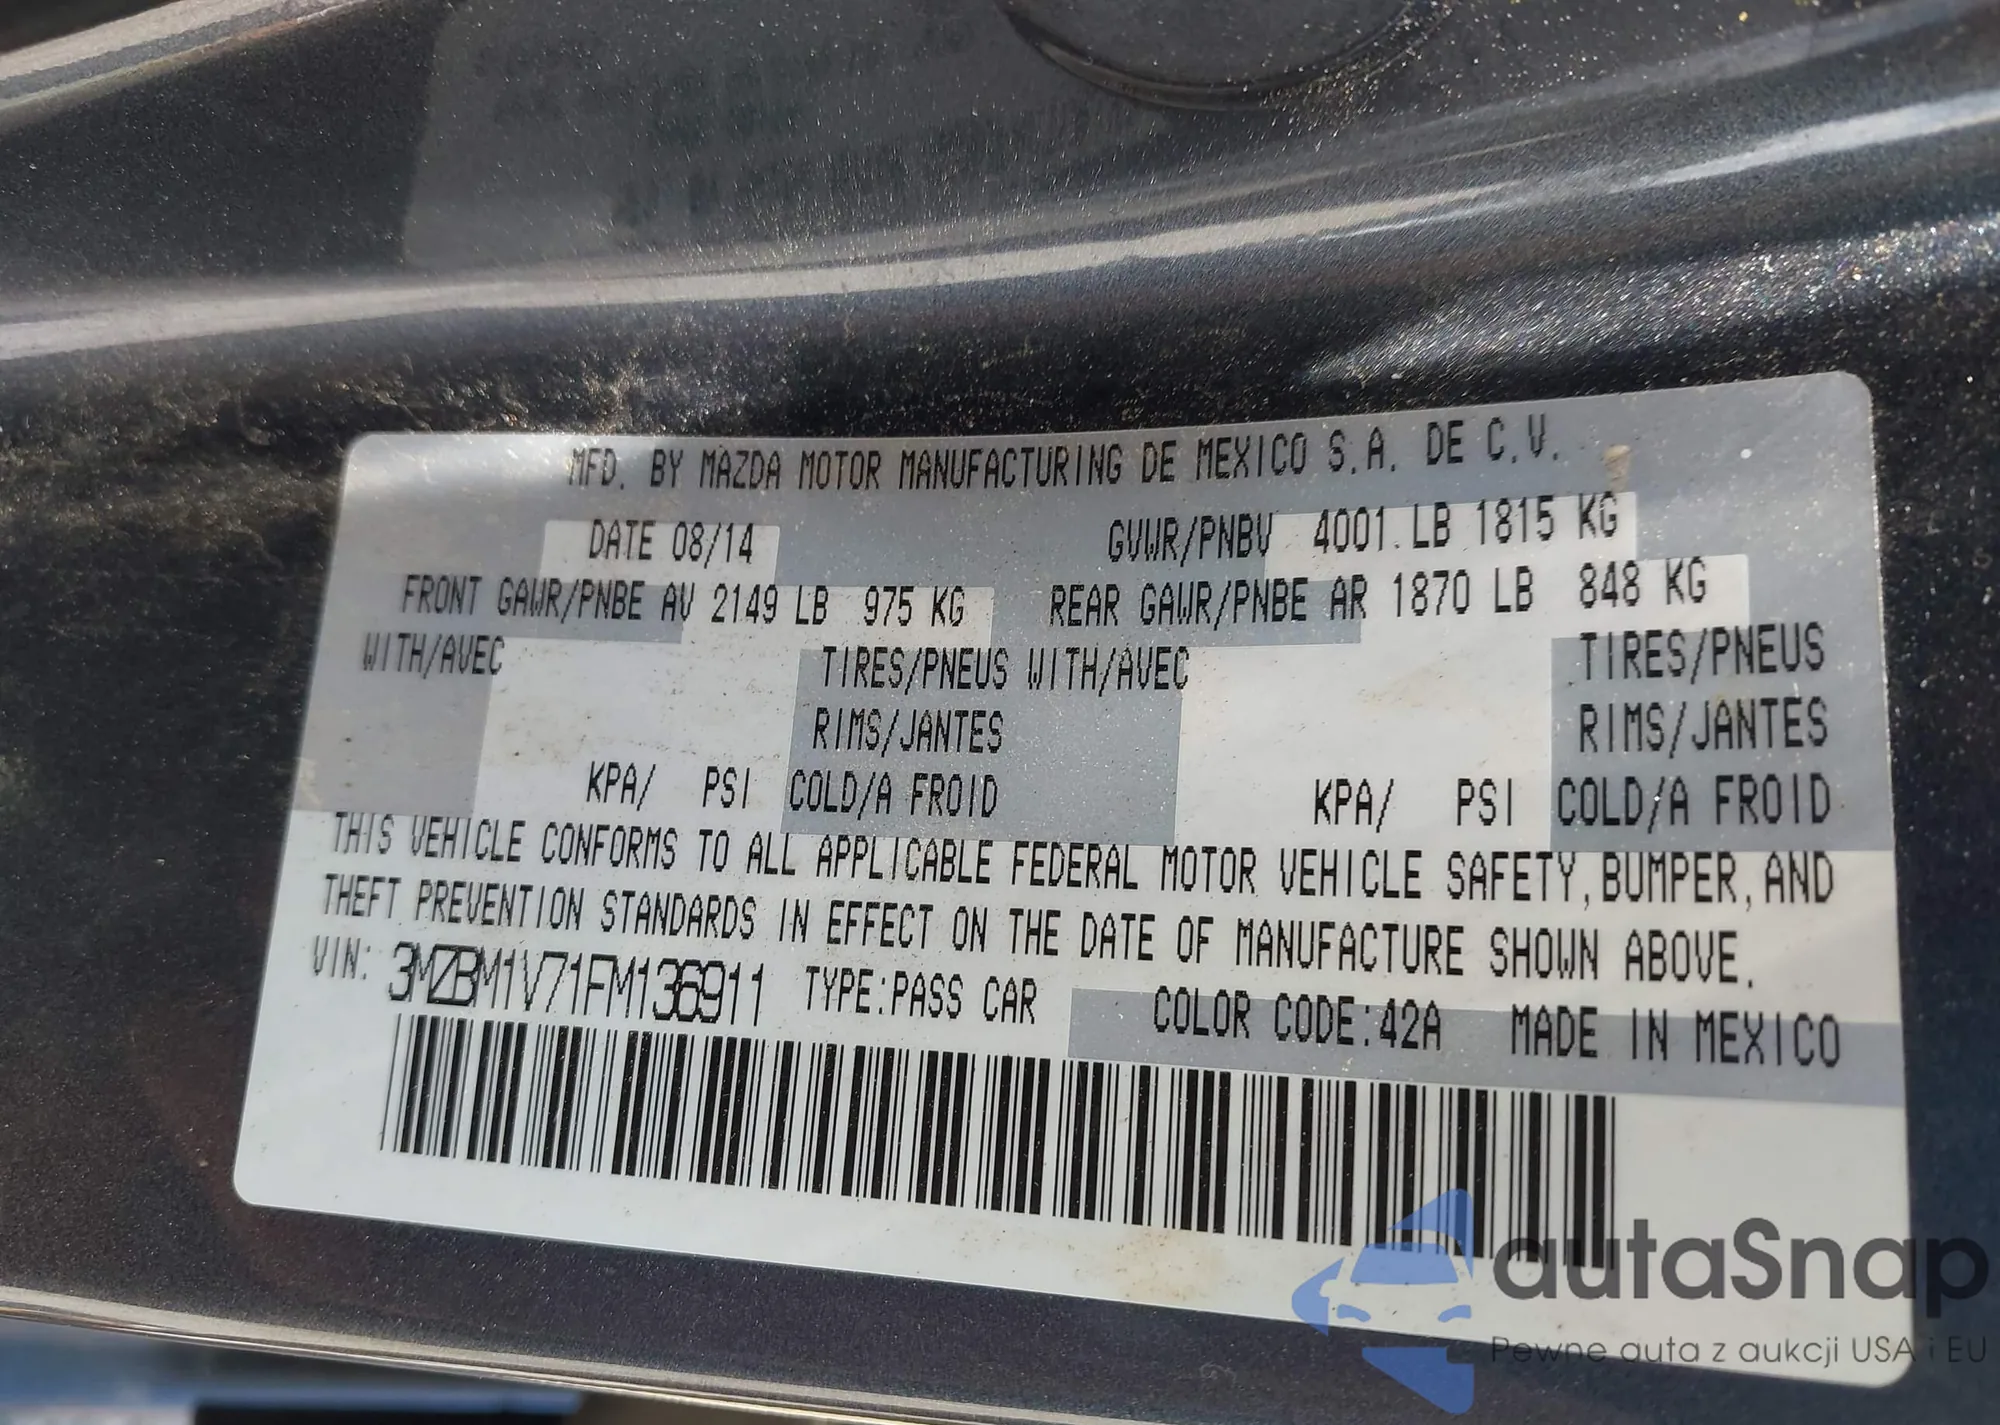 MFD. BY MAZDA MOTOR MANUFACTURING DE MEXICO S.A. DE C.V.
DATE 08/14 GVWR/PNBV 4001 LB 1815 KG
FRONT GAWR/PNBE AV 2149 LB 975 KG REAR GAWR/PNBE AR 1870 LB 848 KG
WITH/AVEC TIRES/PNEUS WITH/AVEC TIRES/PNEUS
RIMS/JANTES RIMS/JANTES
KPA/ PSI COLD/A FROID KPA/ PSI COLD/A FROID
THIS VEHICLE CONFORMS TO ALL APPLICABLE FEDERAL MOTOR VEHICLE SAFETY, BUMPER, AND
THEFT PREVENTION STANDARDS IN EFFECT ON THE DATE OF MANUFACTURE SHOWN ABOVE.
VIN: 3MZBM1V71FM136911 TYPE:PASS CAR COLOR CODE:42A MADE IN MEXICO
autaSnap
Pewne auta z aukcji USA i EU